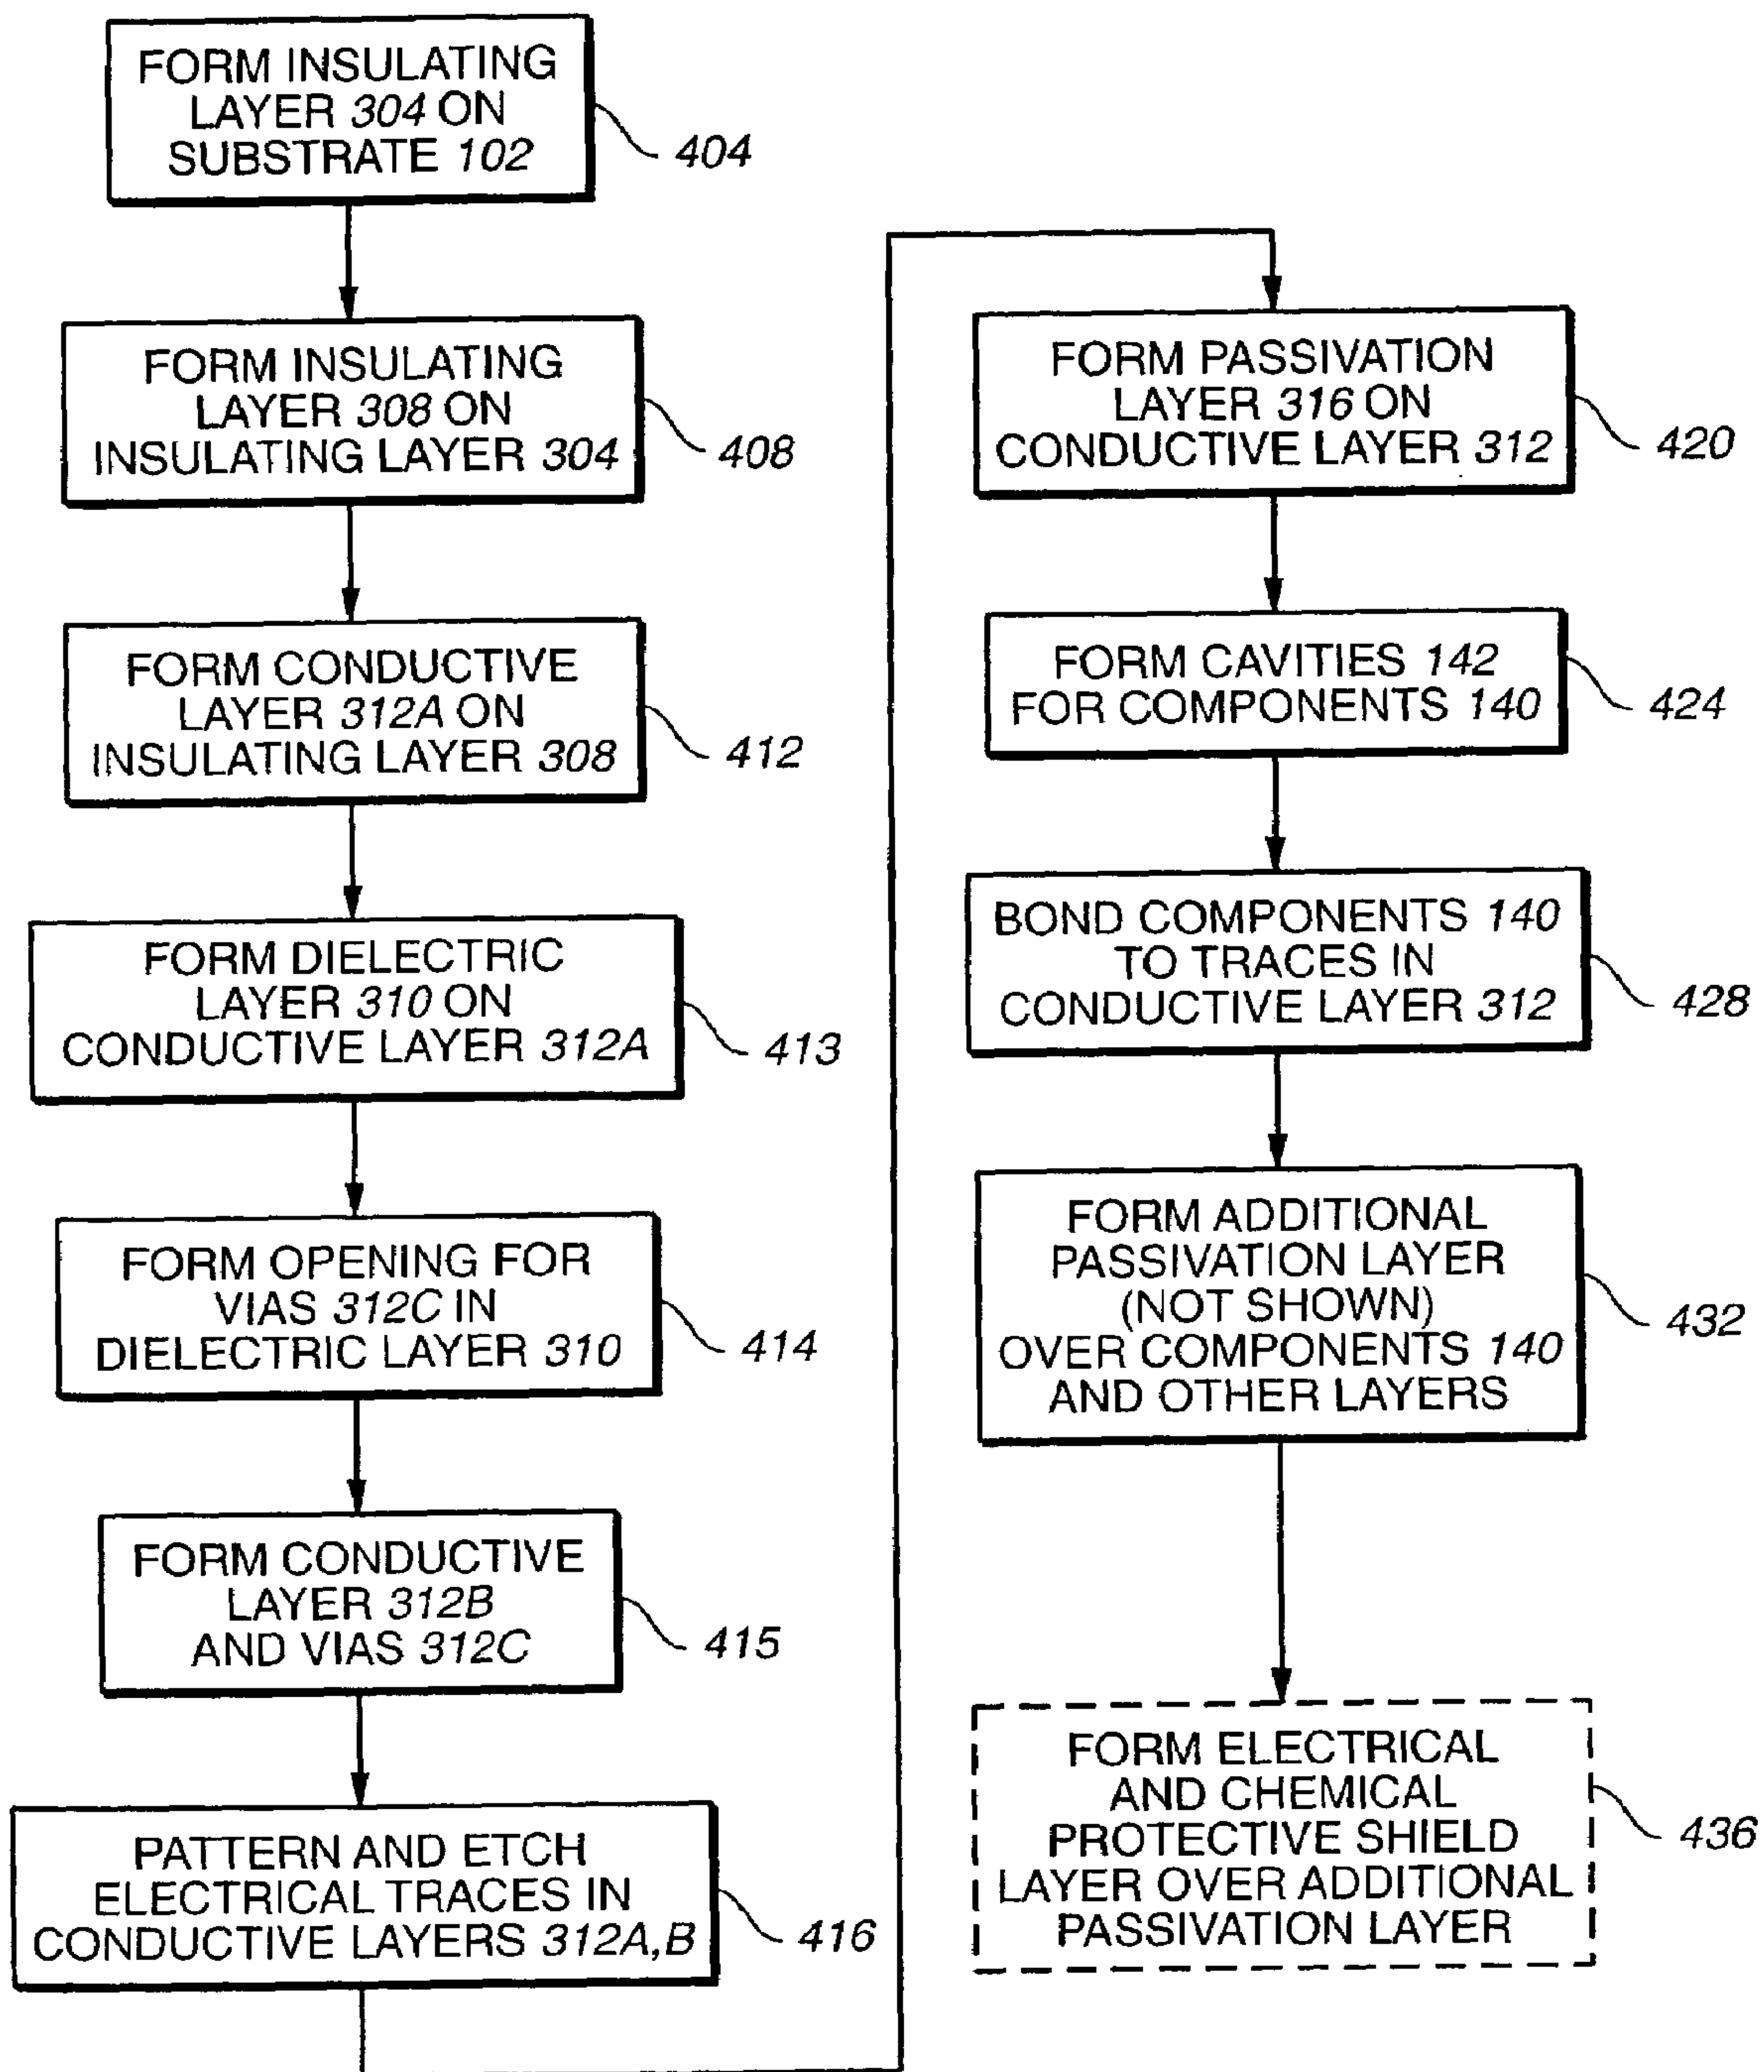 FORM INSULATING
LAYER 304 ON
SUBSTRATE 102
404
FORM INSULATING
LAYER 308 ON
INSULATING LAYER 304
408
FORM CONDUCTIVE
LAYER 312A ON
INSULATING LAYER 308
412
FORM DIELECTRIC
LAYER 310 ON
CONDUCTIVE LAYER 312A
413
FORM OPENING FOR
VIAS 312C IN
DIELECTRIC LAYER 310
414
FORM CONDUCTIVE
LAYER 312B
AND VIAS 312C
415
PATTERN AND ETCH
ELECTRICAL TRACES IN
CONDUCTIVE LAYERS 312A,B
416
FORM PASSIVATION
LAYER 316 ON
CONDUCTIVE LAYER 312
420
FORM CAVITIES 142
FOR COMPONENTS 140
424
BOND COMPONENTS 140
TO TRACES IN
CONDUCTIVE LAYER 312
428
FORM ADDITIONAL
PASSIVATION LAYER
(NOT SHOWN)
OVER COMPONENTS 140
AND OTHER LAYERS
432
FORM ELECTRICAL
AND CHEMICAL
PROTECTIVE SHIELD
LAYER OVER ADDITIONAL
PASSIVATION LAYER
436